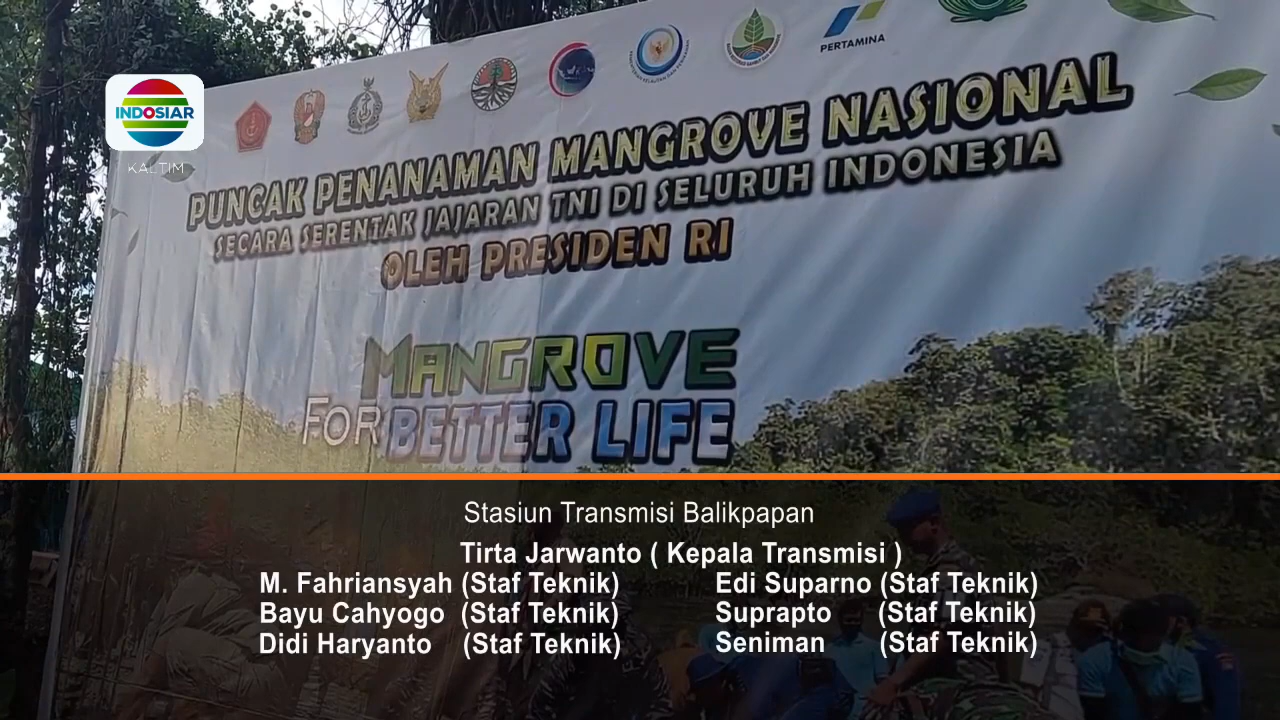 INDOSIAR
KALTIM
PERTAMINA
PUNCAK PENANAMAN MANGROVE NASIONAL
SECARA SERENTAK JAJARAN TNI DI SELURUH INDONESIA
OLEH PRESIDEN RI
MANGROVE
FOR BETTER LIFE
Stasiun Transmisi Balikpapan
Tirta Jarwanto ( Kepala Transmisi )
M. Fahriansyah (Staf Teknik) Edi Suparno (Staf Teknik)
Bayu Cahyogo (Staf Teknik) Suprapto (Staf Teknik)
Didi Haryanto (Staf Teknik) Seniman (Staf Teknik)